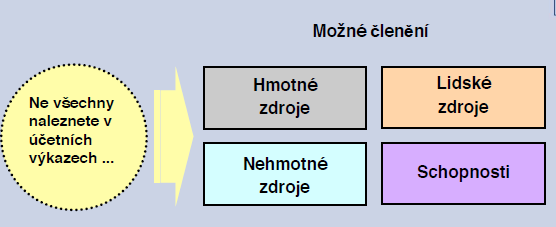 Možné členění
Ne všechny
naleznete v
účetních
výkazech ...
Hmotné
zdroje
Lidské
zdroje
Nehmotné
zdroje
Schopnosti